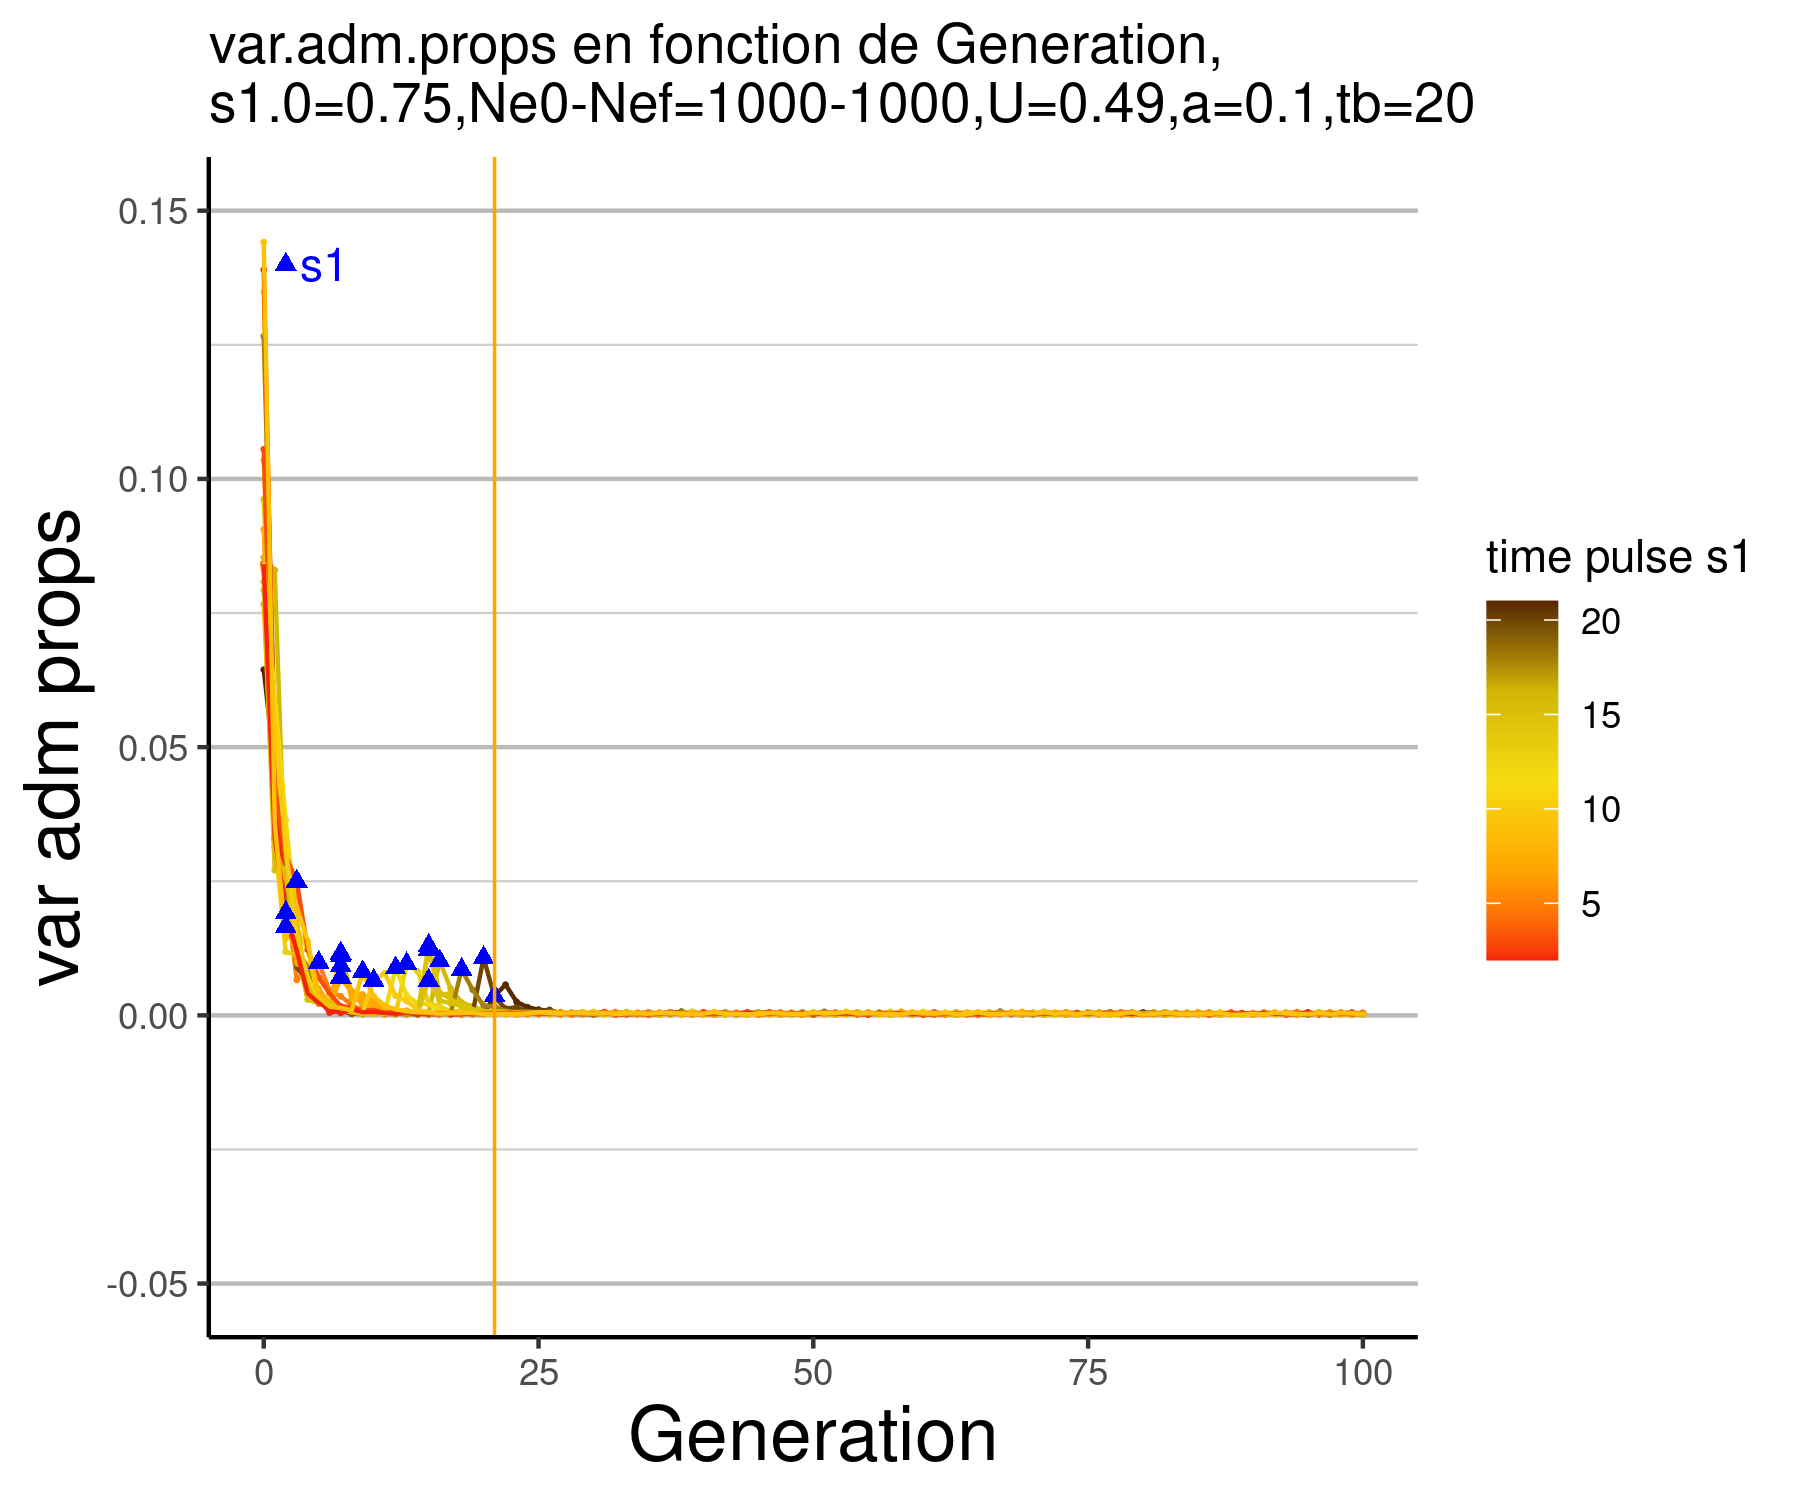 var.adm.props en fonction de Generation,
s1.0=0.75,Ne0-Nef=1000-1000,U=0.49,a=0.1,tb=20
0.15
s1
0.10
0.05
0.00
-0.05
var adm props
0 25 50 75 100
Generation
time pulse s1
20
15
10
5